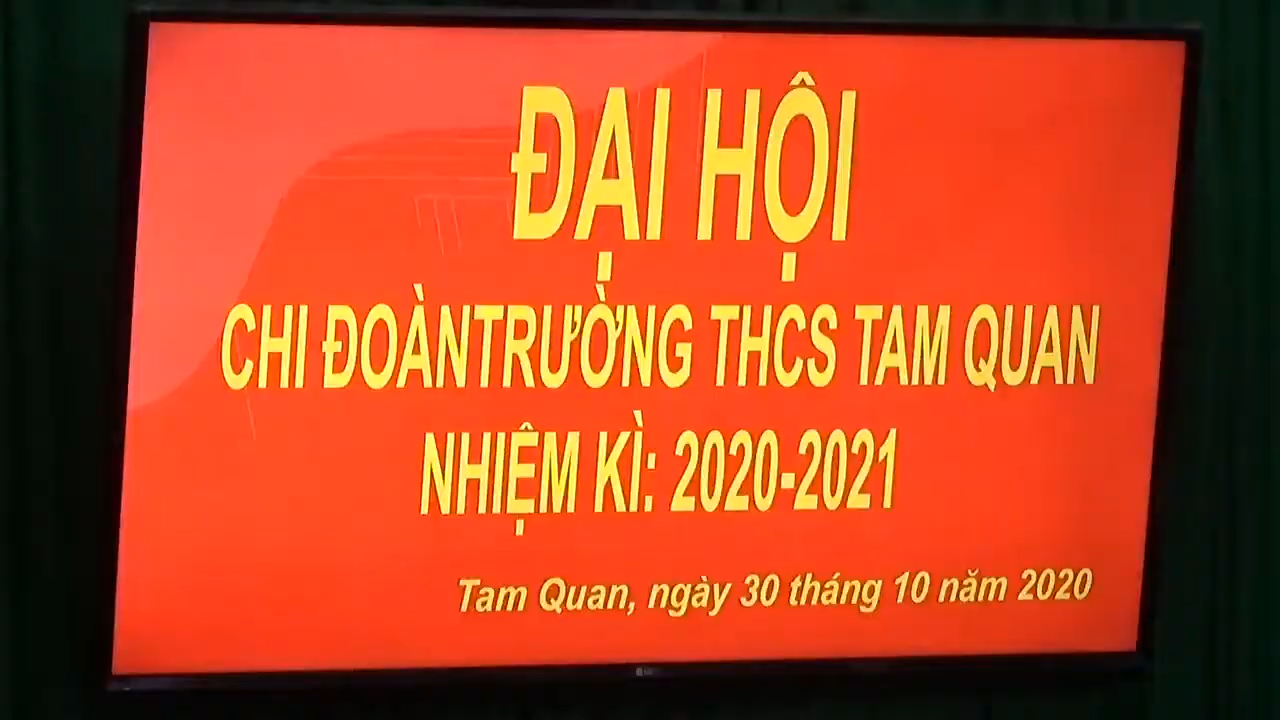 ĐẠI HỘI
CHI ĐOÀNTRƯỜNG THCS TAM QUAN
NHIỆM KÌ: 2020-2021
Tam Quan, ngày 30 tháng 10 năm 2020